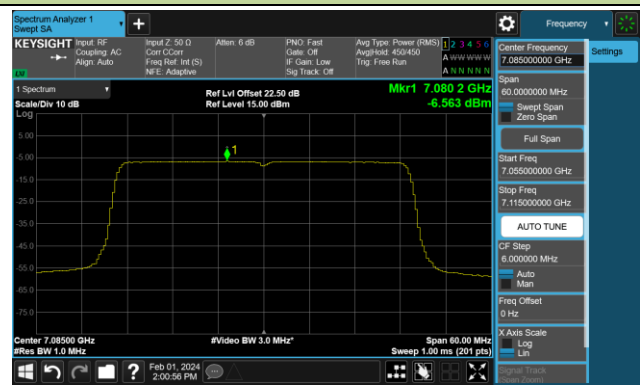 Spectrum Analyzer 1
Swept SA
Frequency
KEYSIGHT
Input: RF
Coupling: AC
Align: Auto
Input Z: 50 Ω
Corr CCorr
Freq Ref: Int (S)
NFE: Adaptive
Atten: 6 dB
PNO: Fast
Gate: Off
IF Gain: Low
Sig Track: Off
Avg Type: Power (RMS)
Avg|Hold: 450/450
Trig: Free Run
1 2 3 4 5 6
A W W W W W
A N N N N N
LXI
Center Frequency
7.085000000 GHz
Settings
Span
60.0000000 MHz
Swept Span
Zero Span
Full Span
Start Freq
7.055000000 GHz
Stop Freq
7.115000000 GHz
AUTO TUNE
CF Step
6.000000 MHz
Auto
Man
Freq Offset
0 Hz
X Axis Scale
Log
Lin
Signal Track
(Span Zoom)
1 Spectrum
Scale/Div 10 dB
Log
Ref Lvl Offset 22.50 dB
Ref Level 15.00 dBm
Mkr1 7.080 2 GHz
-6.563 dBm
5.00
-5.00
-15.0
-25.0
-35.0
-45.0
-55.0
-65.0
-75.0
1
Center 7.08500 GHz
#Res BW 1.0 MHz
#Video BW 3.0 MHz*
Span 60.00 MHz
Sweep 1.00 ms (201 pts)
?
Feb 01, 2024
2:00:56 PM